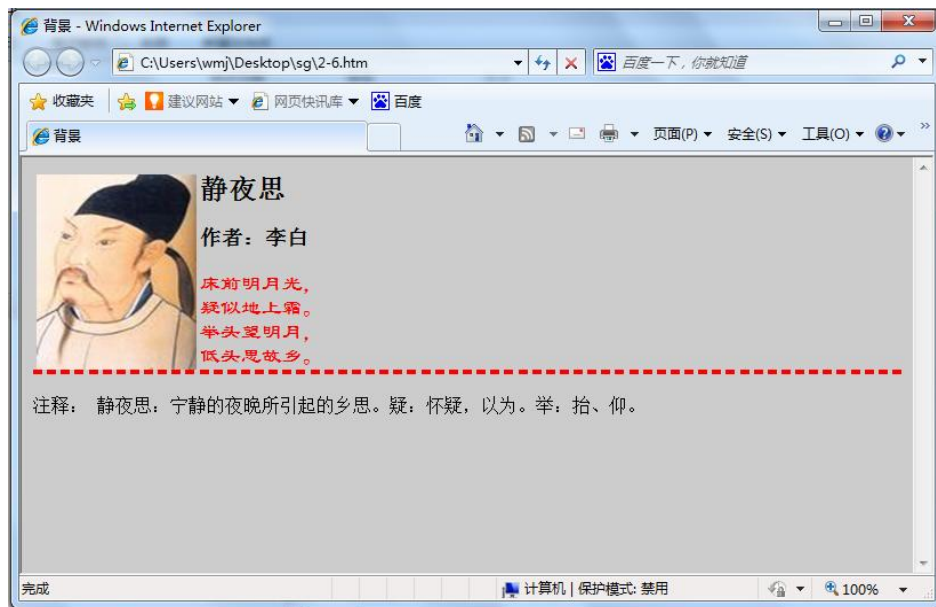 背景 - Windows Internet Explorer
C:\Users\wmj\Desktop\sg\2-6.htm
百度一下，你就知道
收藏夹 建议网站 网页快讯库 百度
背景 页面(P) 安全(S) 工具(O)
静夜思
作者：李白
床前明月光，
疑似地上霜。
举头望明月，
低头思故乡。
注释： 静夜思：宁静的夜晚所引起的乡思。疑：怀疑，以为。举：抬、仰。
完成 计算机 | 保护模式: 禁用 100%